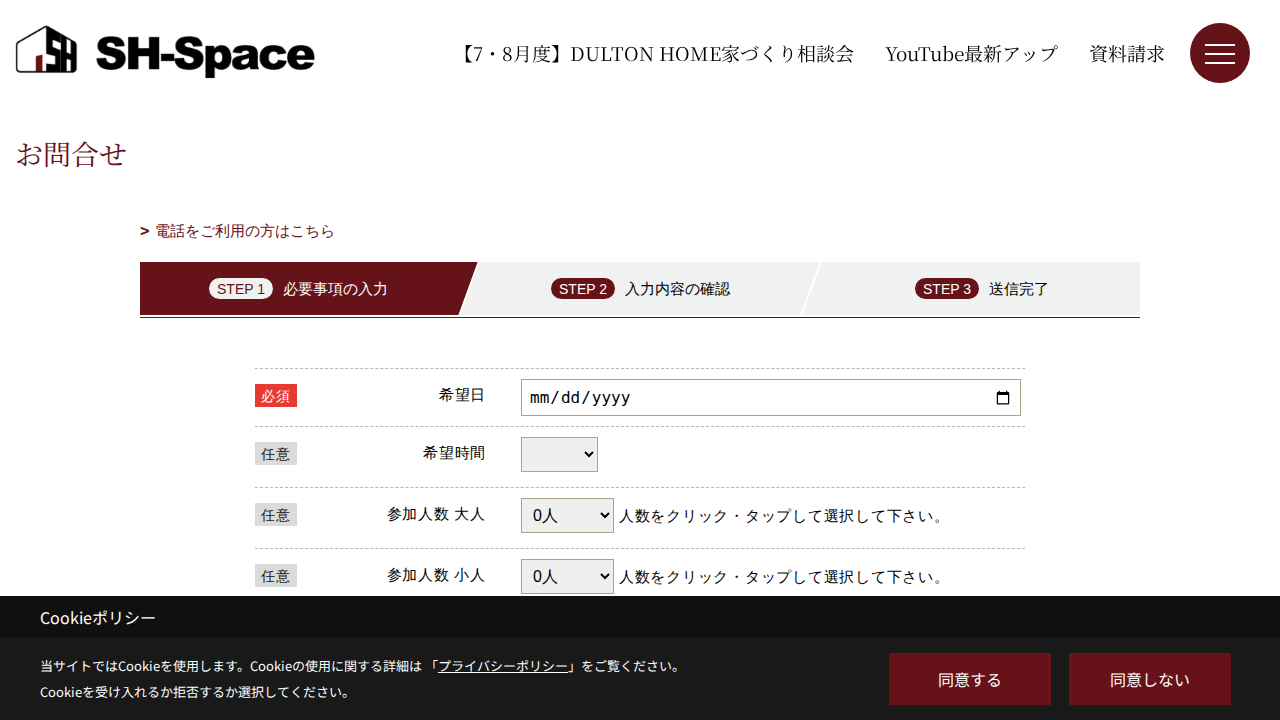 SH SH-Space
【7・8月度】DULTON HOME家づくり相談会 YouTube最新アップ 資料請求
お問合せ
> 電話をご利用の方はこちら
STEP 1 必要事項の入力 STEP 2 入力内容の確認 STEP 3 送信完了
必須 希望日 mm/dd/yyyy
任意 希望時間
任意 参加人数 大人 0人 人数をクリック・タップして選択して下さい。
任意 参加人数 小人 0人 人数をクリック・タップして選択して下さい。
Cookieポリシー
当サイトではCookieを使用します。Cookieの使用に関する詳細は 「プライバシーポリシー」をご覧ください。
Cookieを受け入れるか拒否するか選択してください。
同意する 同意しない